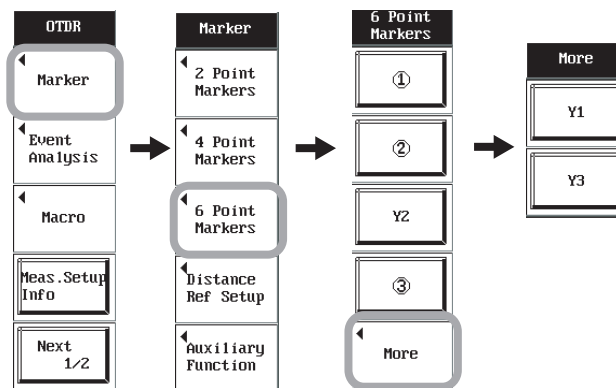 OTDR
Marker
Event
Analysis
Macro
Meas.Setup
Info
Next
1/2
Marker
2 Point
Markers
4 Point
Markers
6 Point
Markers
Distance
Ref Setup
Auxiliary
Function
6 Point
Markers
①
②
Y2
③
More
More
Y1
Y3